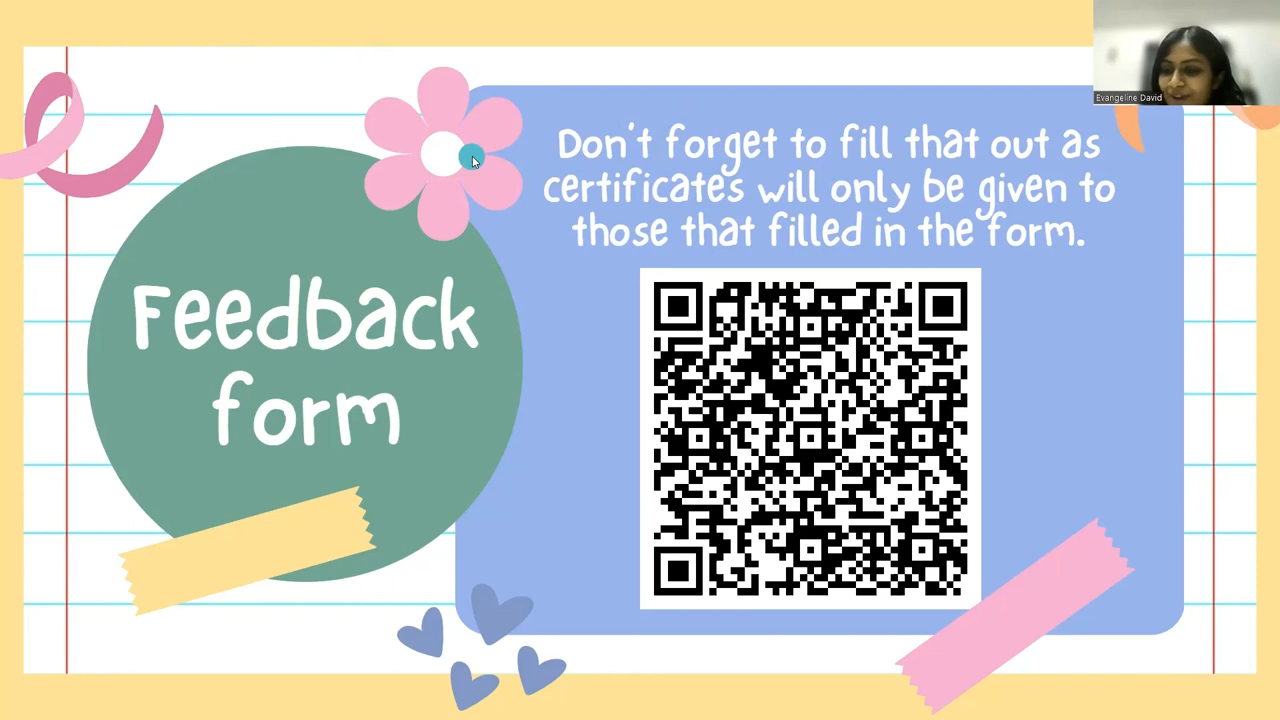 Don't forget to fill that out as
certificates will only be given to
those that filled in the form.
Feedback
form
Evangeline David